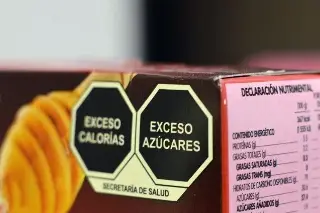 EXCESO
CALORÍAS
EXCESO
AZÚCARES
SECRETARÍA DE SALUD
DECLARACIÓN NUTRIMENTAL
CONTENIDO ENERGÉTICO
PROTEÍNAS (g)
GRASAS TOTALES (g)
GRASAS SATURADAS (g)
GRASAS TRANS (mg)
HIDRATOS DE CARBONO DISPONIBLES (g)
AZÚCARES (g)
AZÚCARES AÑADIDOS (g)